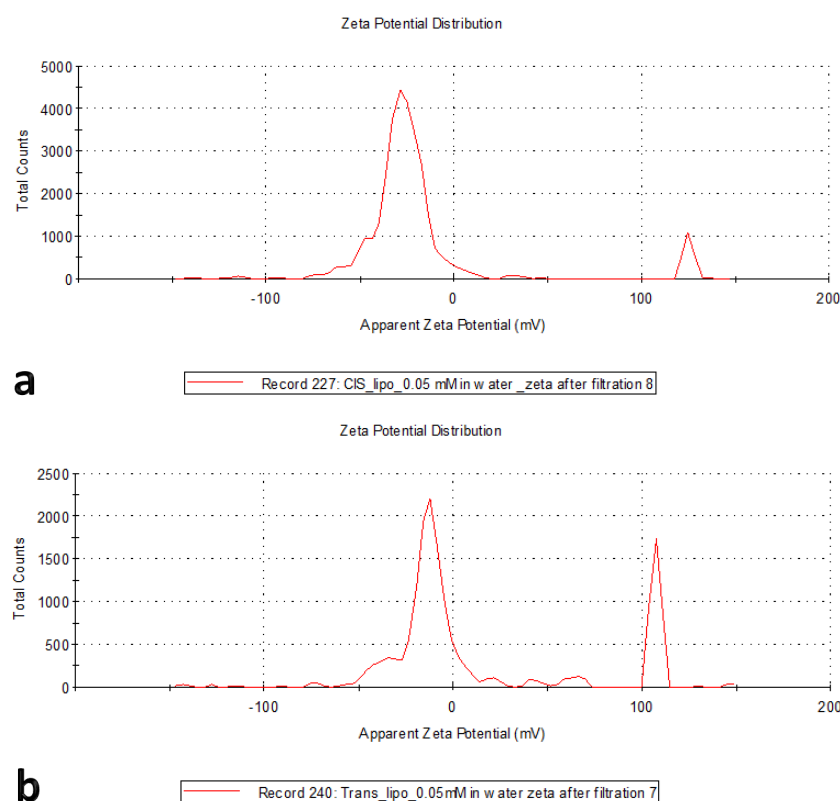 Zeta Potential Distribution
5000
4000
3000
2000
1000
0
Total Counts
-100 0 100 200
Apparent Zeta Potential (mV)
a
Record 227: CIS_lipo_0.05 mM in water _zeta after filtration 8
Zeta Potential Distribution
2500
2000
1500
1000
500
0
Total Counts
-100 0 100 200
Apparent Zeta Potential (mV)
b
Record 240: Trans_lipo_0.05mM in water zeta after filtration 7